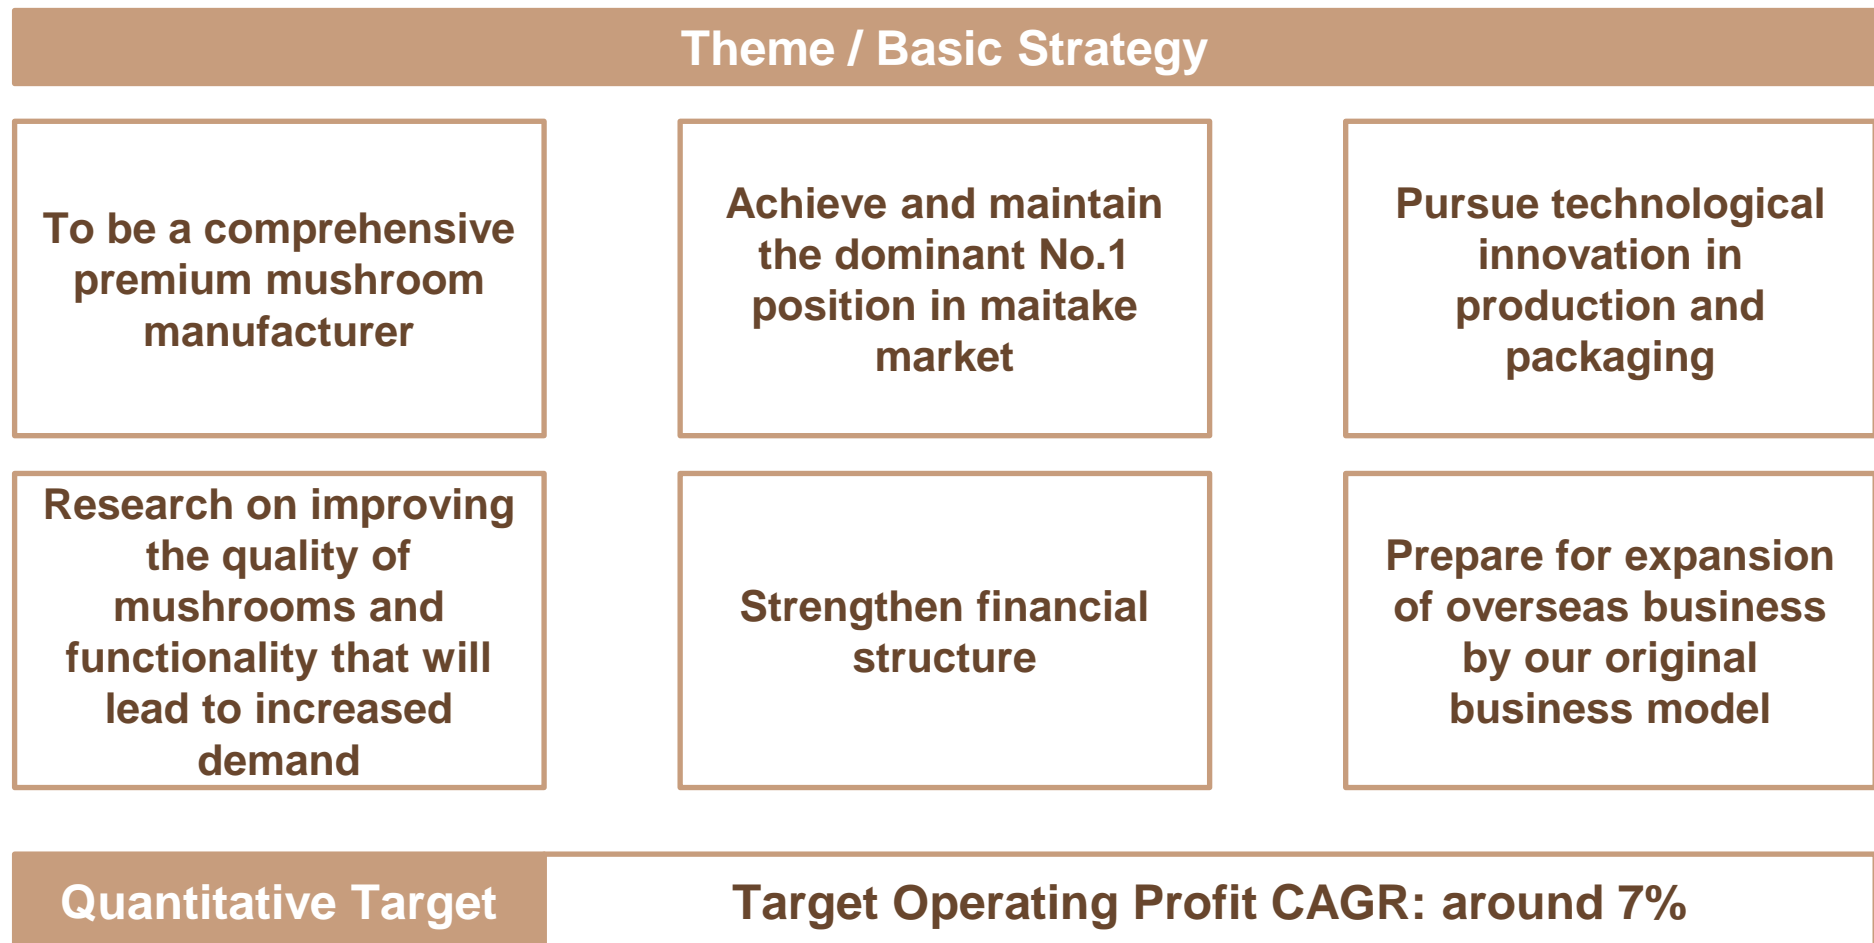 Theme / Basic Strategy
To be a comprehensive
premium mushroom
manufacturer
Achieve and maintain
the dominant No.1
position in maitake
market
Pursue technological
innovation in
production and
packaging
Research on improving
the quality of
mushrooms and
functionality that will
lead to increased
demand
Strengthen financial
structure
Prepare for expansion
of overseas business
by our original
business model
Quantitative Target
Target Operating Profit CAGR: around 7%